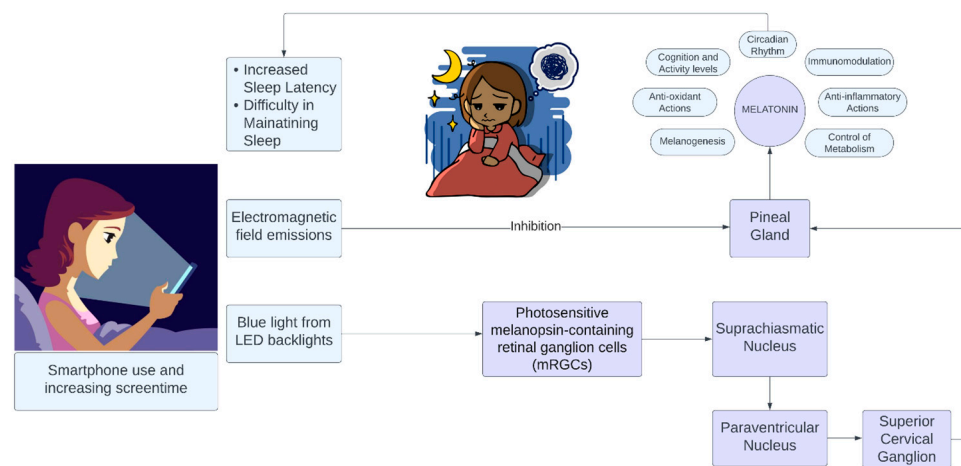 • Increased
Sleep Latency
• Difficulty in
Mainatining
Sleep
Circadian
Rhythm
Cognition and
Activity levels
Immunomodulation
Anti-oxidant
Actions
MELATONIN
Anti-inflammatory
Actions
Melanogenesis
Control of
Metabolism
Electromagnetic
field emissions
Inhibition
Pineal
Gland
Blue light from
LED backlights
Photosensitive
melanopsin-containing
retinal ganglion cells
(mRGCs)
Suprachiasmatic
Nucleus
Smartphone use and
increasing screentime
Paraventricular
Nucleus
Superior
Cervical
Ganglion